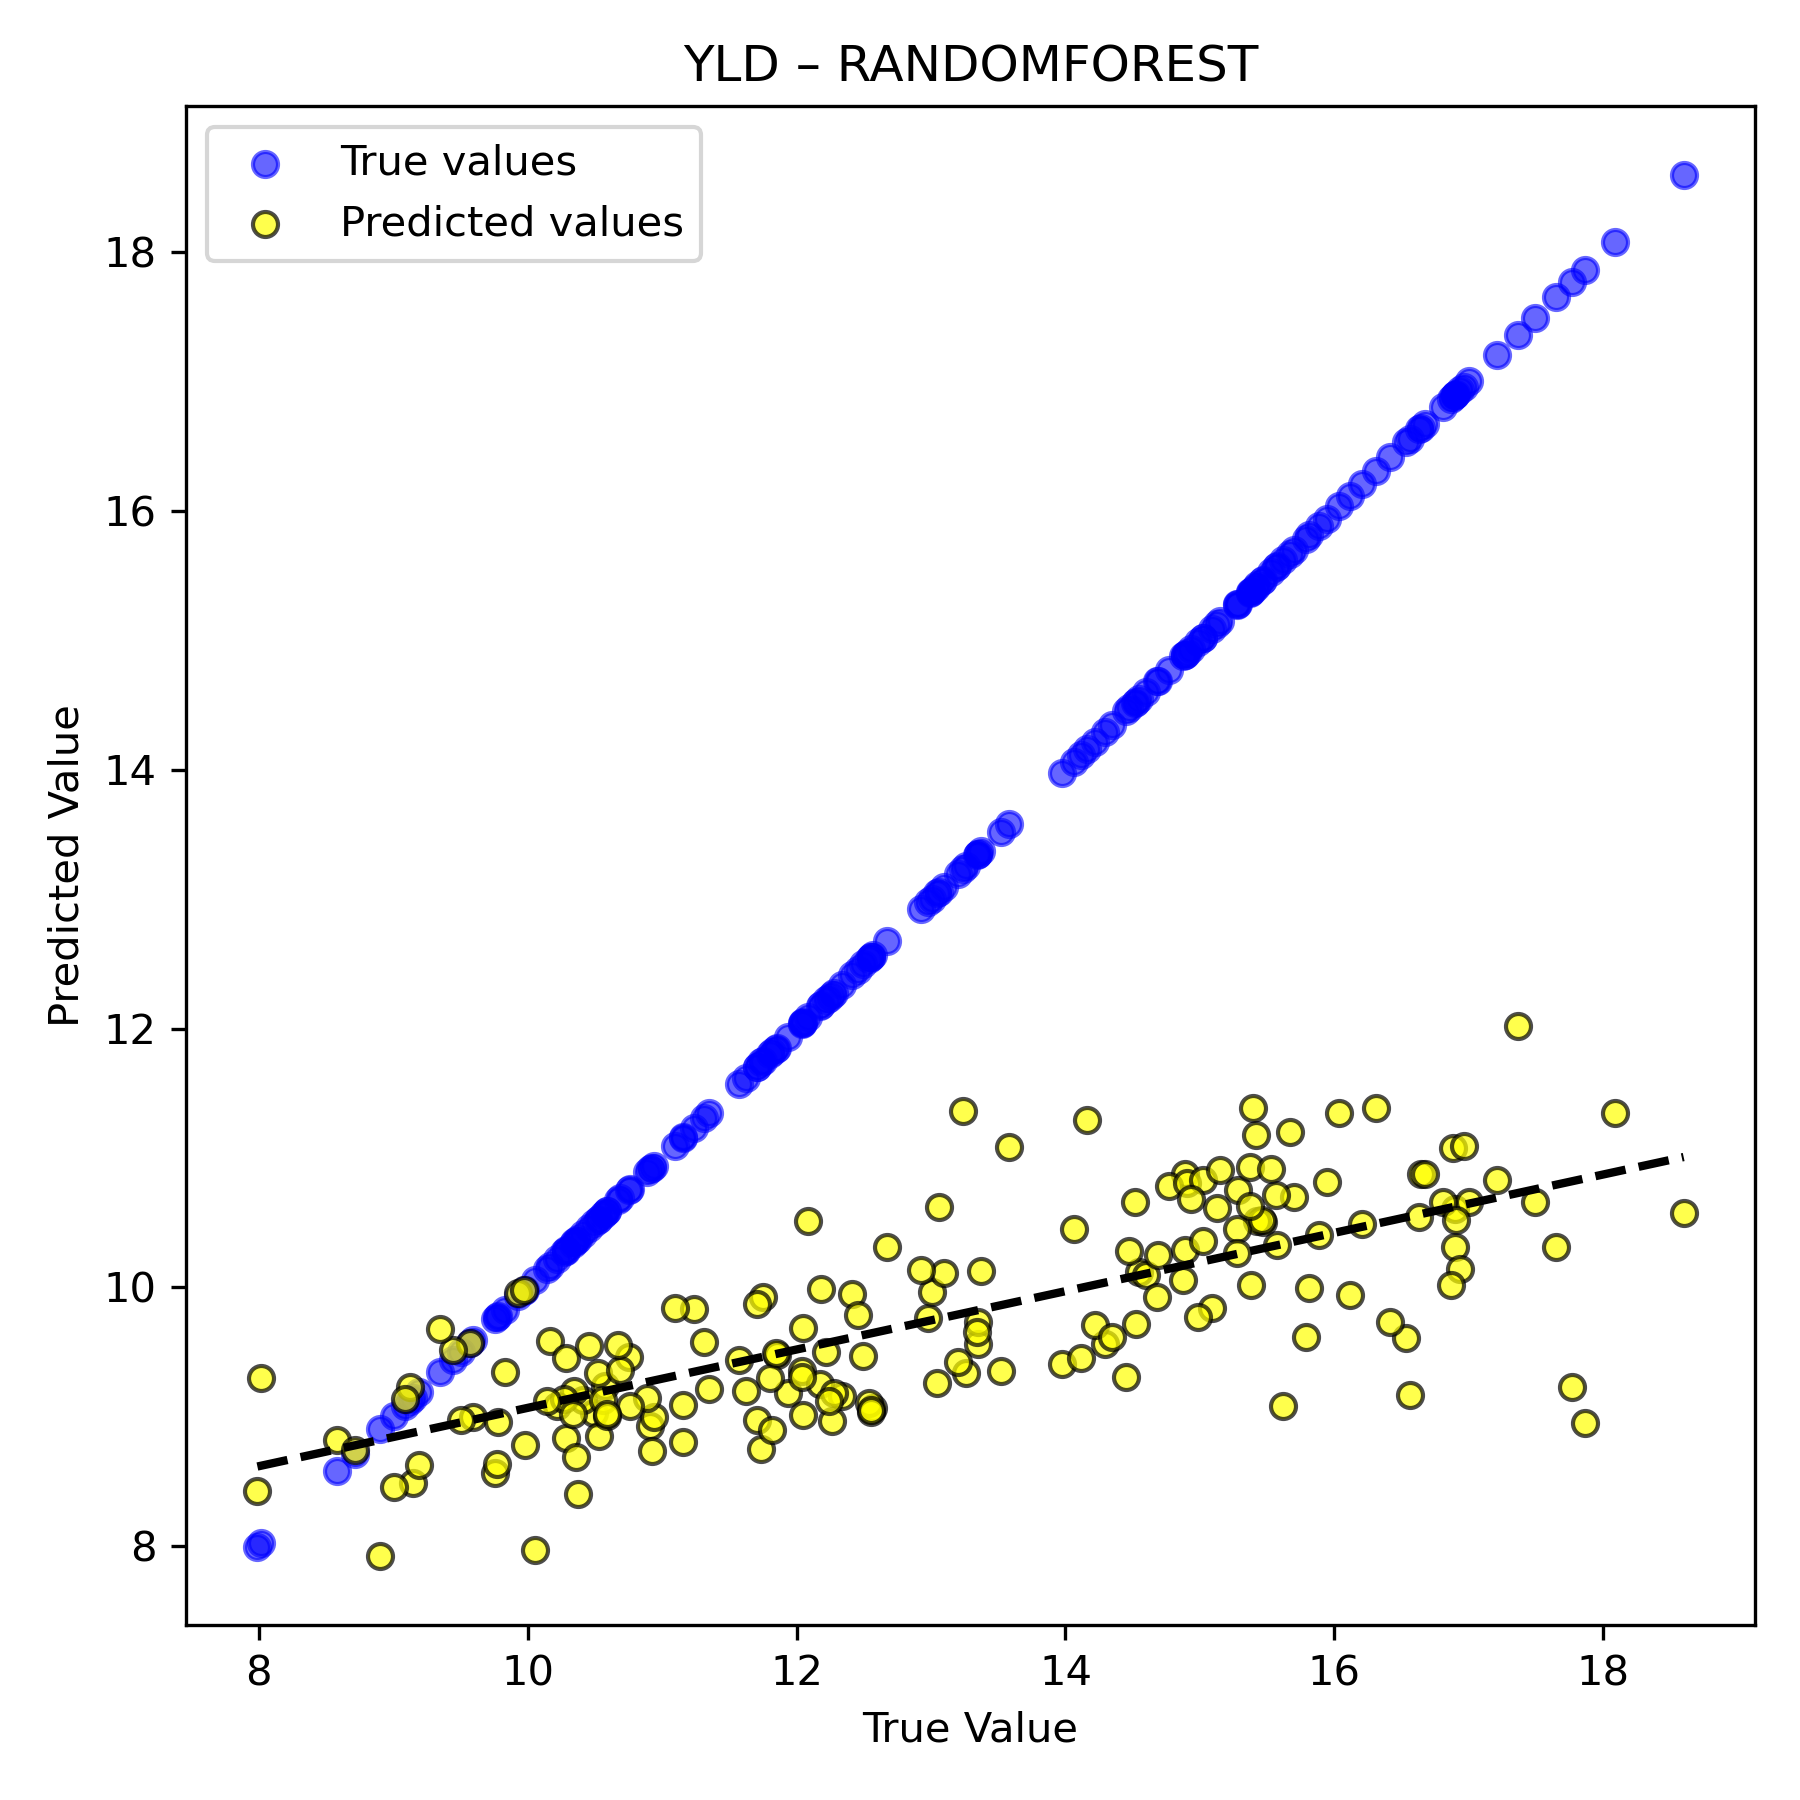 YLD – RANDOMFOREST
True values
Predicted values
18
16
14
12
10
8
Predicted Value
8 10 12 14 16 18
True Value